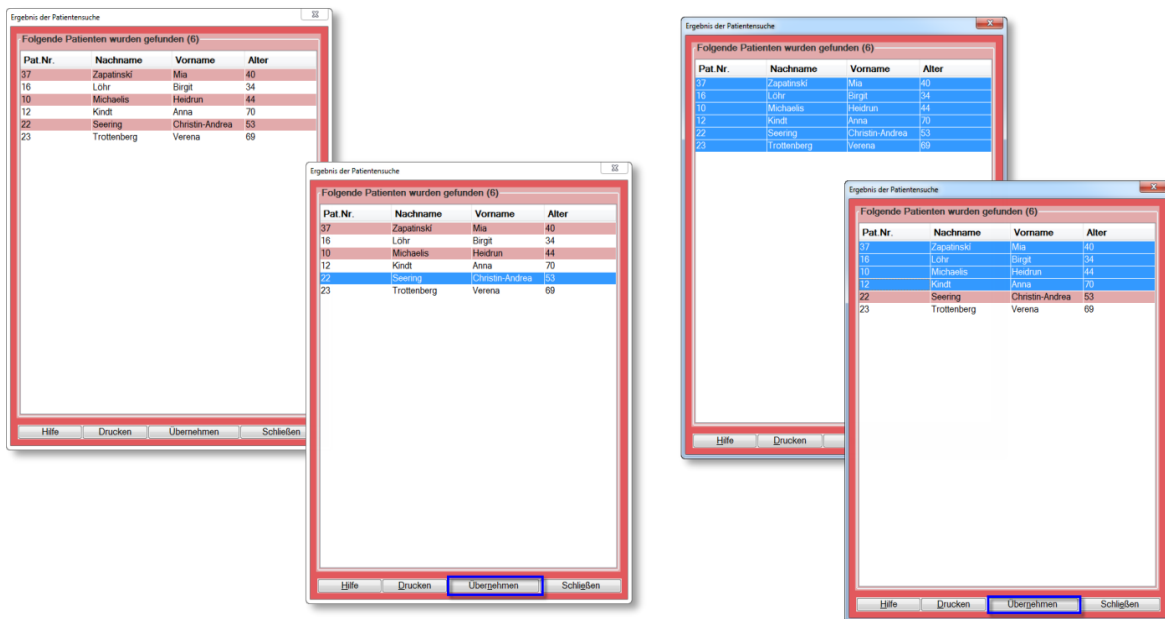 Ergebnis der Patientensuche
Folgende Patienten wurden gefunden (6)
Pat.Nr. Nachname Vorname Alter
37 Zapatinski Mia 40
16 Löhr Birgit 34
10 Michaelis Heidrun 44
12 Kindt Anna 70
22 Seering Christin-Andrea 53
23 Trottenberg Verena 69
Hilfe Drucken Übernehmen Schließen
Ergebnis der Patientensuche
Folgende Patienten wurden gefunden (6)
Pat.Nr. Nachname Vorname Alter
37 Zapatinski Mia 40
16 Löhr Birgit 34
10 Michaelis Heidrun 44
12 Kindt Anna 70
22 Seering Christin-Andrea 53
23 Trottenberg Verena 69
Hilfe Drucken Übernehmen Schließen
Ergebnis der Patientensuche
Folgende Patienten wurden gefunden (6)
Pat.Nr. Nachname Vorname Alter
37 Zapatinski Mia 40
16 Löhr Birgit 34
10 Michaelis Heidrun 44
12 Kindt Anna 70
22 Seering Christin-Andrea 53
23 Trottenberg Verena 69
Hilfe Drucken
Ergebnis der Patientensuche
Folgende Patienten wurden gefunden (6)
Pat.Nr. Nachname Vorname Alter
37 Zapatinski Mia 40
16 Löhr Birgit 34
10 Michaelis Heidrun 44
12 Kindt Anna 70
22 Seering Christin-Andrea 53
23 Trottenberg Verena 69
Hilfe Drucken Übernehmen Schließen